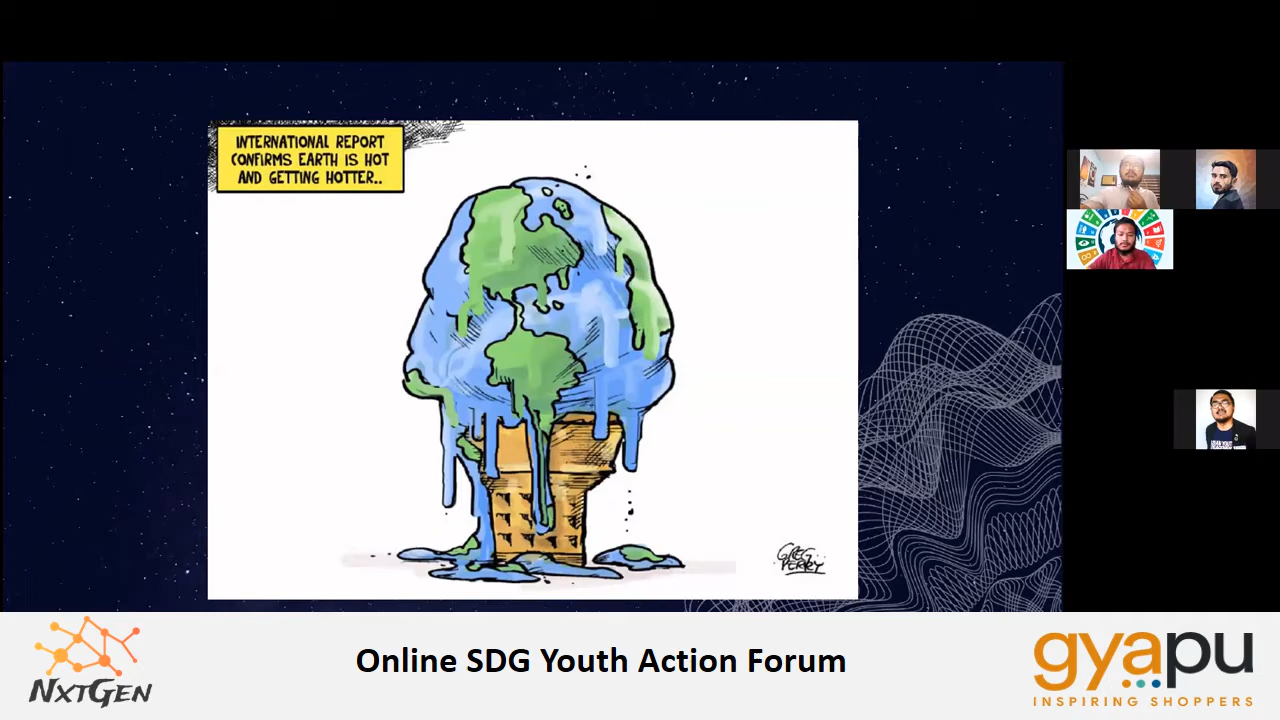 INTERNATIONAL REPORT
CONFIRMS EARTH IS HOT
AND GETTING HOTTER..
GREG
PERRY
NXTGEN
Online SDG Youth Action Forum
gyapu
INSPIRING SHOPPERS